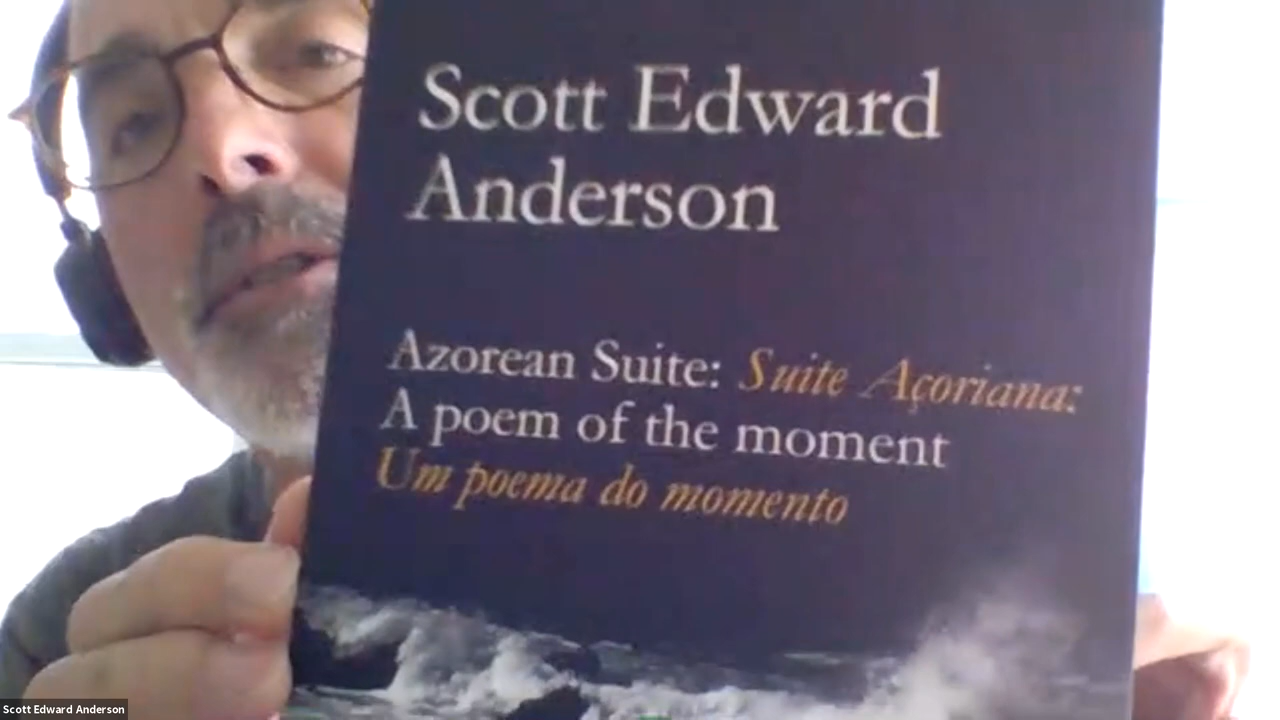 Scott Edward
Anderson
Azorean Suite: Suite Açoriana:
A poem of the moment
Um poema do momento
Scott Edward Anderson